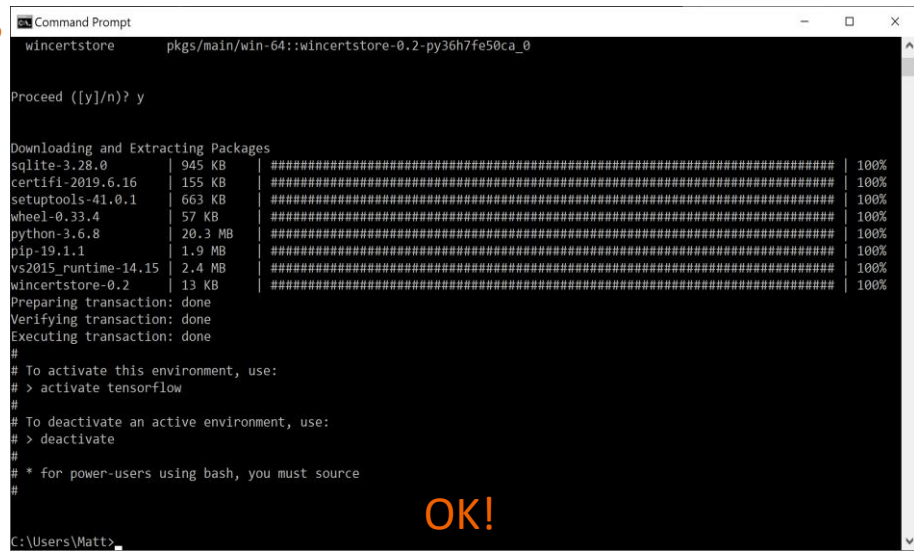 Command Prompt
wincertstore pkgs/main/win-64::wincertstore-0.2-py36h7fe50ca_0
Proceed ([y]/n)? y
Downloading and Extracting Packages
sqlite-3.28.0 | 945 KB | ############################################################################ | 100%
certifi-2019.6.16 | 155 KB | ############################################################################ | 100%
setuptools-41.0.1 | 663 KB | ############################################################################ | 100%
wheel-0.33.4 | 57 KB | ############################################################################ | 100%
python-3.6.8 | 20.3 MB | ############################################################################ | 100%
pip-19.1.1 | 1.9 MB | ############################################################################ | 100%
vs2015_runtime-14.15 | 2.4 MB | ############################################################################ | 100%
wincertstore-0.2 | 13 KB | ############################################################################ | 100%
Preparing transaction: done
Verifying transaction: done
Executing transaction: done
#
# To activate this environment, use:
# > activate tensorflow
#
# To deactivate an active environment, use:
# > deactivate
#
# * for power-users using bash, you must source
#
OK!
C:\Users\Matt>_